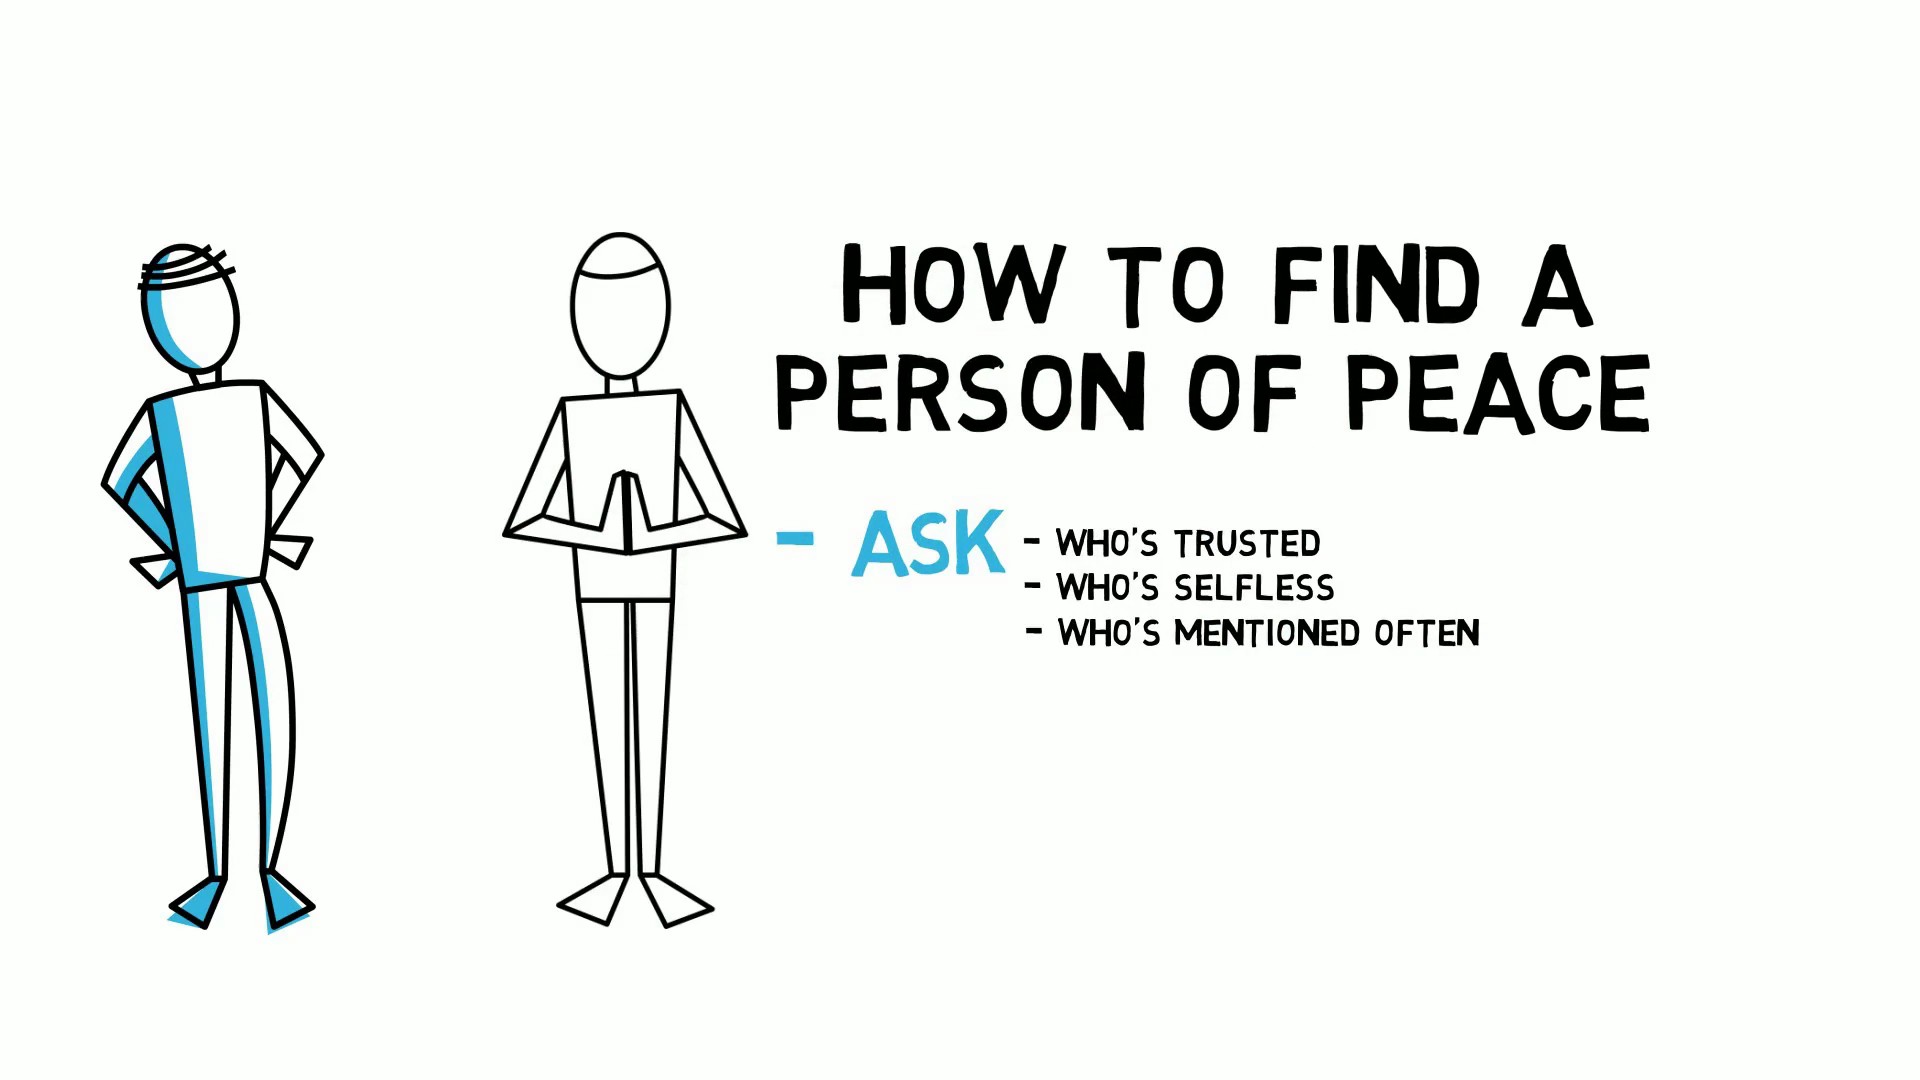 HOW TO FIND A
PERSON OF PEACE
- ASK
- WHO'S TRUSTED
- WHO'S SELFLESS
- WHO'S MENTIONED OFTEN